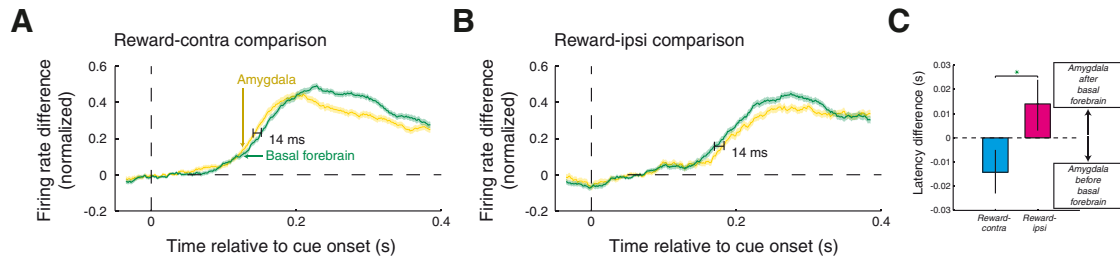 A
Reward-contra comparison
Firing rate difference
(normalized)
0.6
0.4
0.2
0
-0.2
Amygdala
14 ms
Basal forebrain
0
0.2
0.4
Time relative to cue onset (s)
B
Reward-ipsi comparison
Firing rate difference
(normalized)
0.6
0.4
0.2
0
-0.2
14 ms
0
0.2
0.4
Time relative to cue onset (s)
C
Latency difference (s)
0.03
0.02
0.01
0
-0.01
-0.02
-0.03
*
Amygdala
after
basal
forebrain
Amygdala
before
basal
forebrain
Reward-
contra
Reward-
ipsi